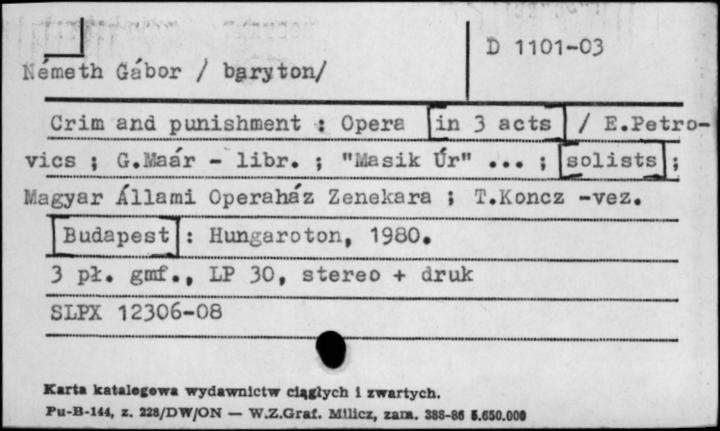 D 1101-03
Németh Gábor / baryton/
Crim and punishment : Opera [in 3 acts] / E.Petro-
vics ; G.Maár - libr. ; "Masik Úr" ... ; [solists] ;
Magyar Állami Operaház Zenekara ; T.Koncz -vez.
[Budapest] : Hungaroton, 1980.
3 pł. gmf., LP 30, stereo + druk
SLPX 12306-08
Karta katalogowa wydawnictw ciągłych i zwartych.
Pu-B-144, z. 228/DW/ON — W.Z.Graf. Milicz, zam. 388-86 5.650.000